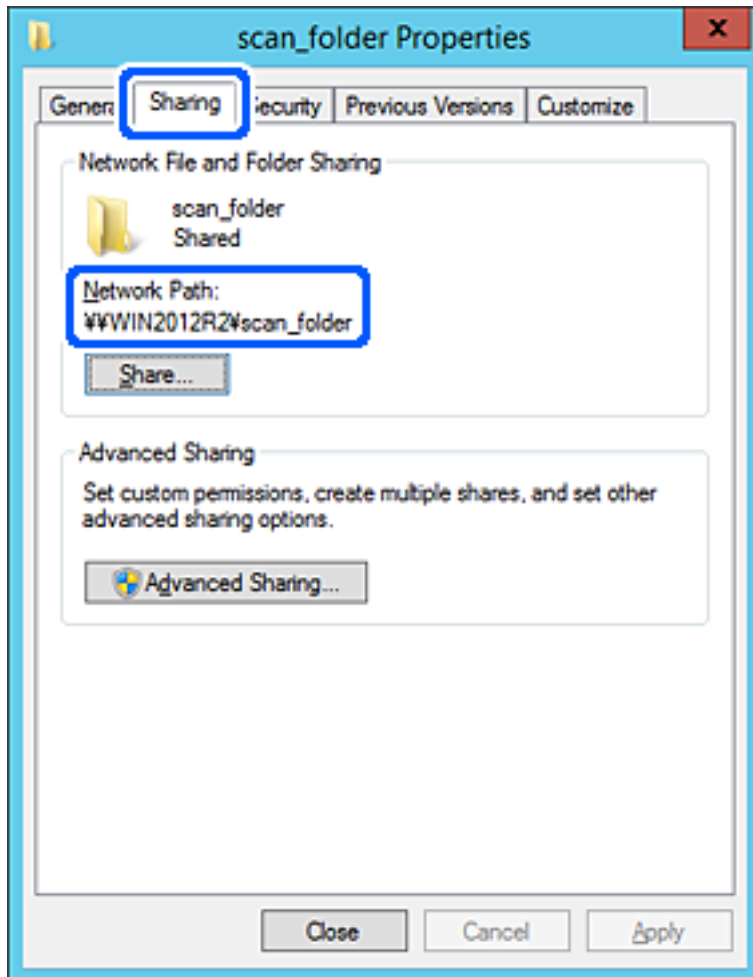 scan_folder Properties
x
Sharing Previous Versions Customize
Network File and Folder Sharing
scan_folder
Shared
Network Path:
¥¥WIN2012R2¥scan_folder
Share...
Advanced Sharing
Set custom permissions, create multiple shares, and set other
advanced sharing options.
Advanced Sharing...
Close Cancel Apply